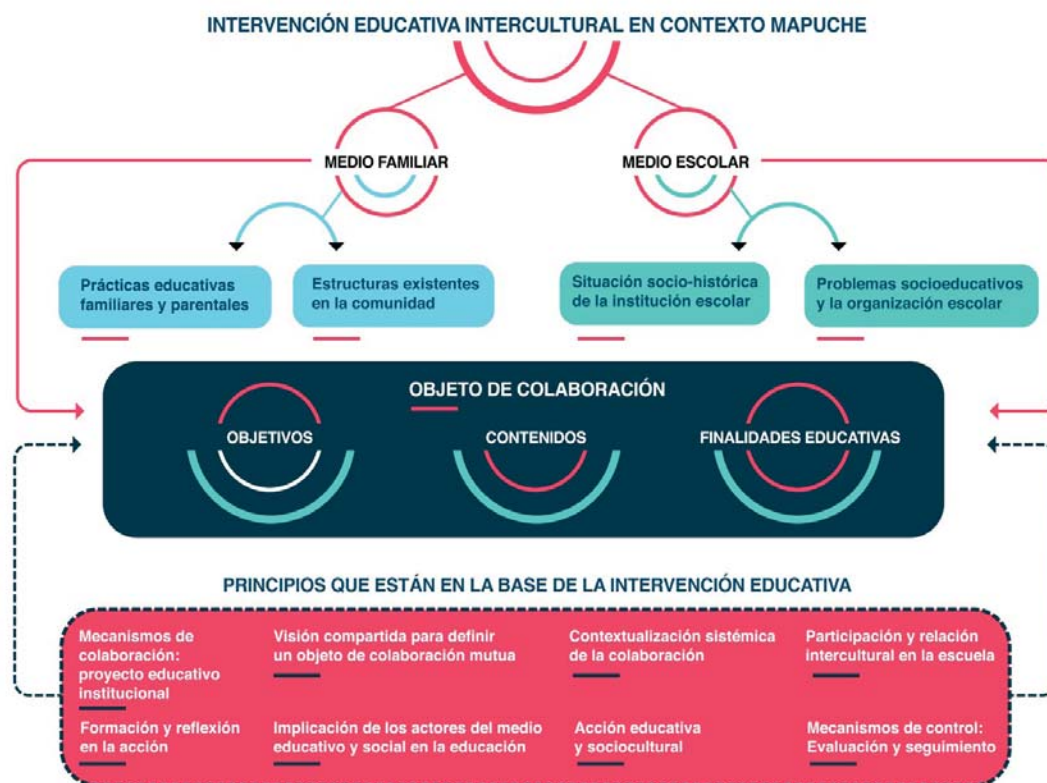 INTERVENCIÓN EDUCATIVA INTERCULTURAL EN CONTEXTO MAPUCHE
MEDIO FAMILIAR
MEDIO ESCOLAR
Prácticas educativas
familiares y parentales
Estructuras existentes
en la comunidad
Situación socio-histórica
de la institución escolar
Problemas socioeducativos
y la organización escolar
OBJETO DE COLABORACIÓN
OBJETIVOS
CONTENIDOS
FINALIDADES EDUCATIVAS
PRINCIPIOS QUE ESTÁN EN LA BASE DE LA INTERVENCIÓN EDUCATIVA
Mecanismos de
colaboración:
proyecto educativo
institucional
Visión compartida para definir
un objeto de colaboración mutua
Contextualización sistémica
de la colaboración
Participación y relación
intercultural en la escuela
Formación y reflexión
en la acción
Implicación de los actores del medio
educativo y social en la educación
Acción educativa
y sociocultural
Mecanismos de control:
Evaluación y seguimiento